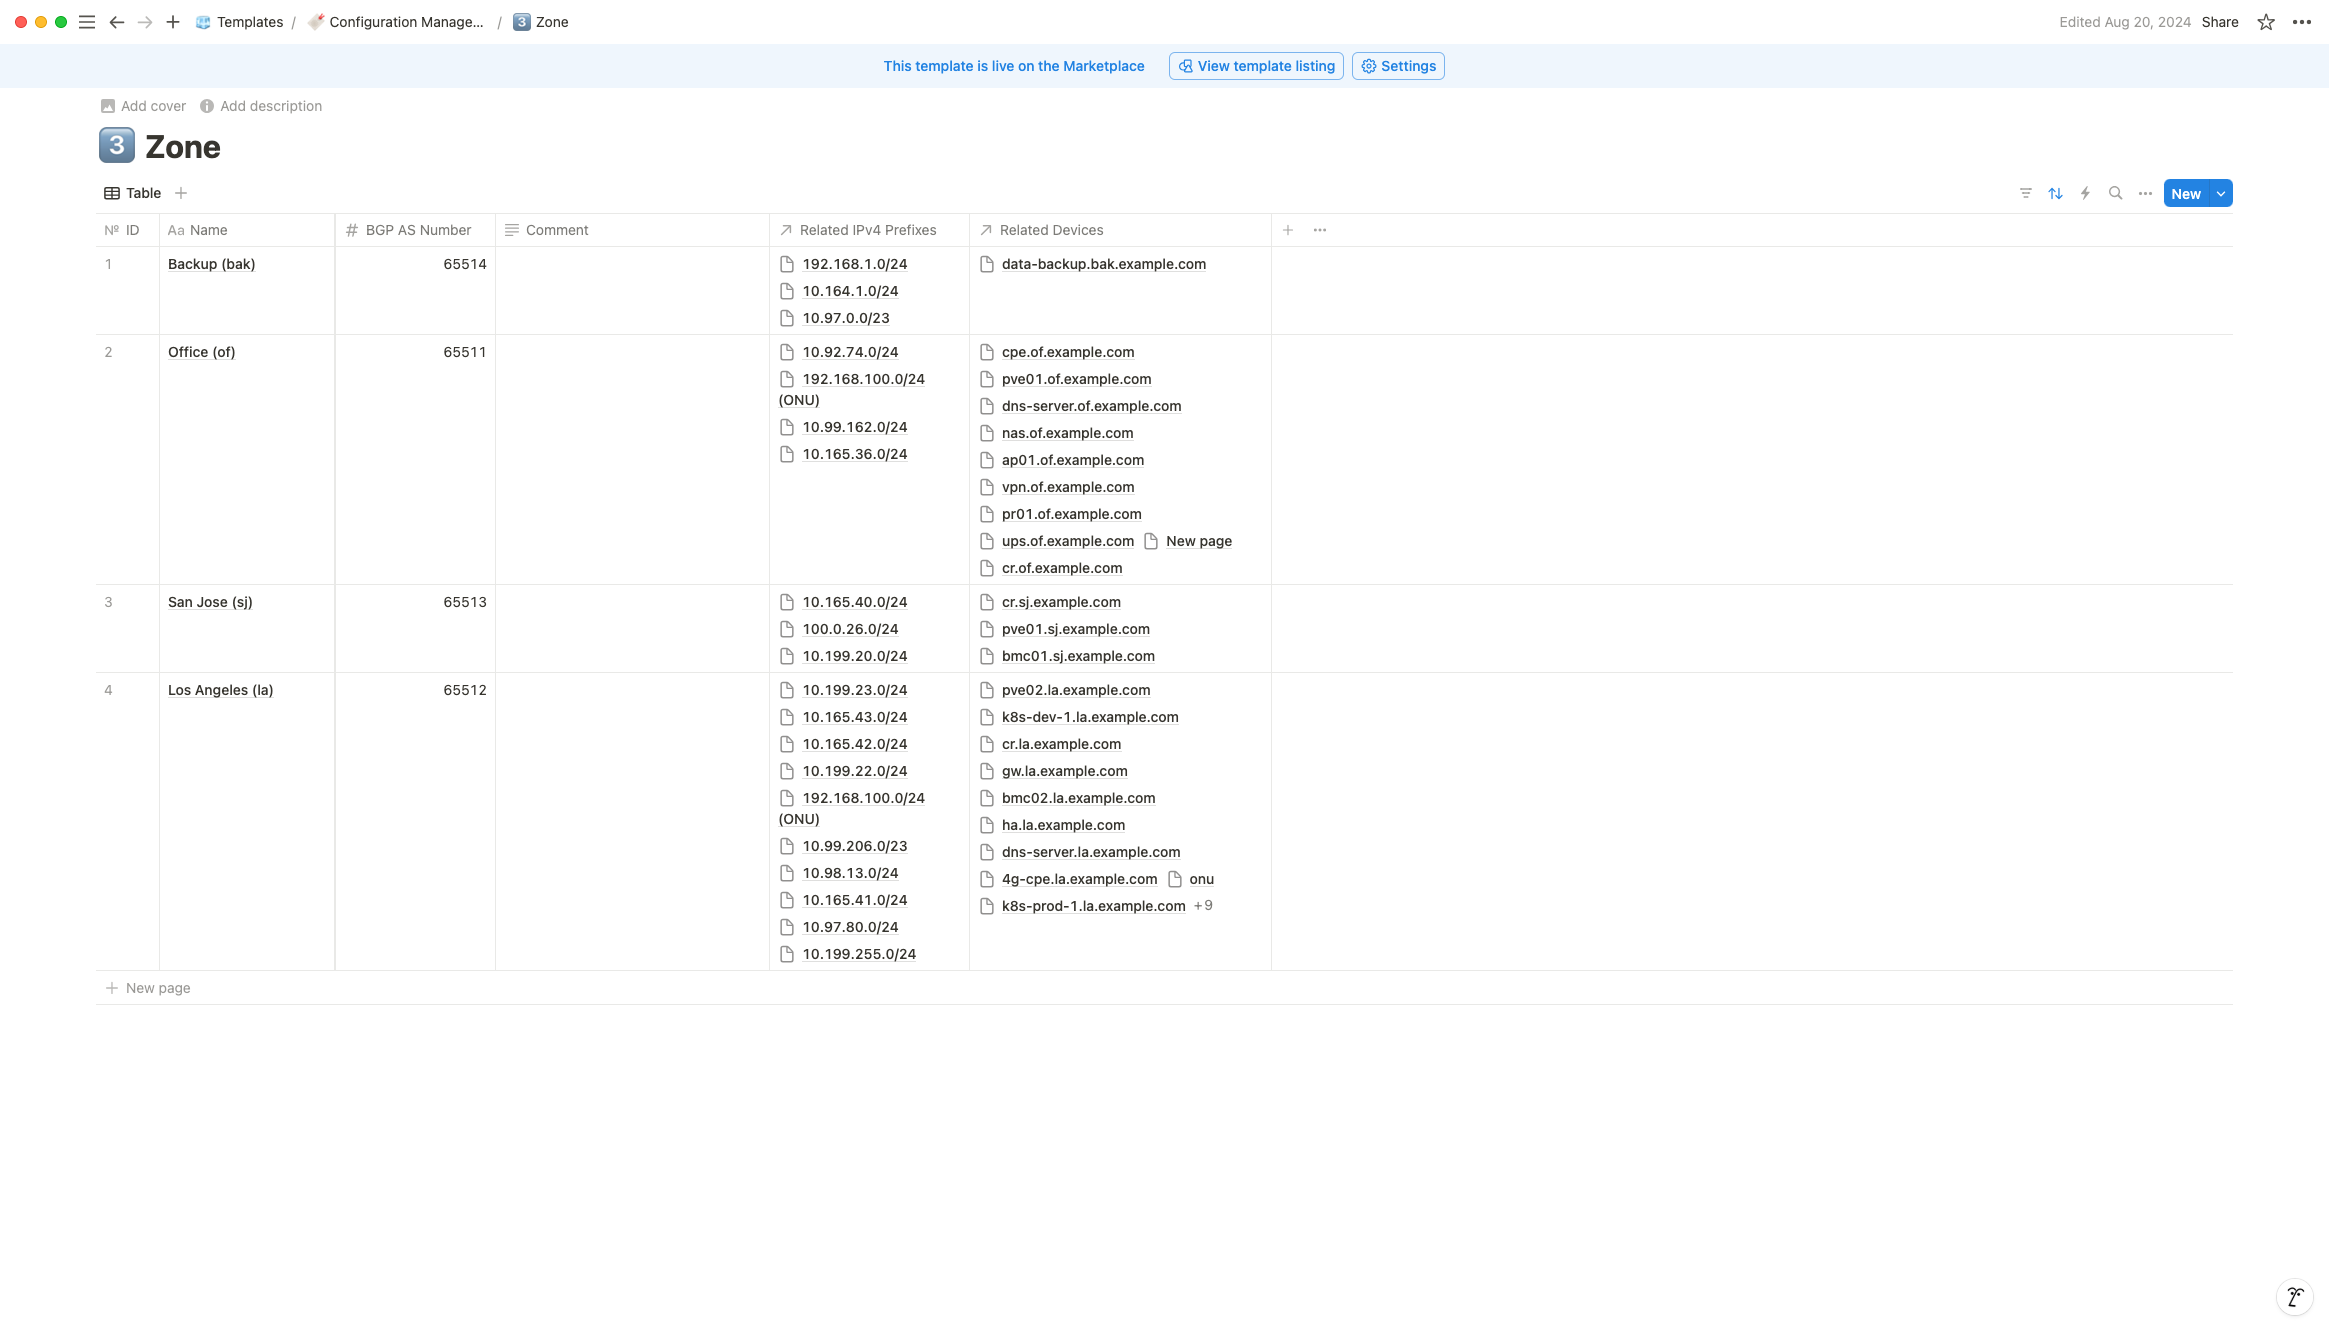 Templates / Configuration Manage... / 3 Zone
Edited Aug 20, 2024 Share
This template is live on the Marketplace View template listing Settings
Add cover Add description
3 Zone
Table
New
Nº ID Aa Name # BGP AS Number Comment Related IPv4 Prefixes Related Devices
1 Backup (bak) 65514 192.168.1.0/24 data-backup.bak.example.com
10.164.1.0/24
10.97.0.0/23
2 Office (of) 65511 10.92.74.0/24 cpe.of.example.com
192.168.100.0/24 pve01.of.example.com
(ONU) dns-server.of.example.com
10.99.162.0/24 nas.of.example.com
10.165.36.0/24 ap01.of.example.com
vpn.of.example.com
pr01.of.example.com
ups.of.example.com New page
cr.of.example.com
3 San Jose (sj) 65513 10.165.40.0/24 cr.sj.example.com
100.0.26.0/24 pve01.sj.example.com
10.199.20.0/24 bmc01.sj.example.com
4 Los Angeles (la) 65512 10.199.23.0/24 pve02.la.example.com
10.165.43.0/24 k8s-dev-1.la.example.com
10.165.42.0/24 cr.la.example.com
10.199.22.0/24 gw.la.example.com
192.168.100.0/24 bmc02.la.example.com
(ONU) ha.la.example.com
10.99.206.0/23 dns-server.la.example.com
10.98.13.0/24 4g-cpe.la.example.com onu
10.165.41.0/24 k8s-prod-1.la.example.com +9
10.97.80.0/24
10.199.255.0/24
New page